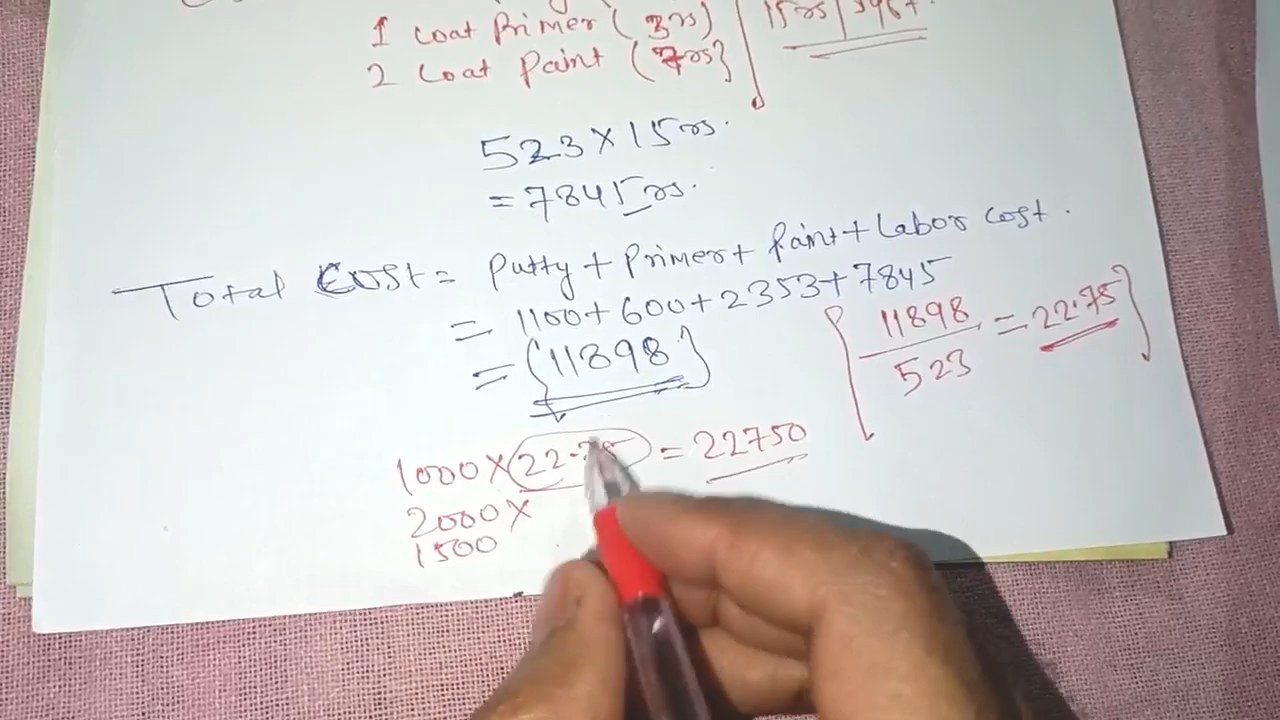 1 coat Primer (3rs)
2 coat Paint (7rs)
15rs
523×15rs.
=7845rs.
Total cost= Putty+Primer+Paint+Labor cost.
= 1100+600+2353+7845
= (11898)
11898
523
=22.75
1000×22.75=22750
2000×
1500